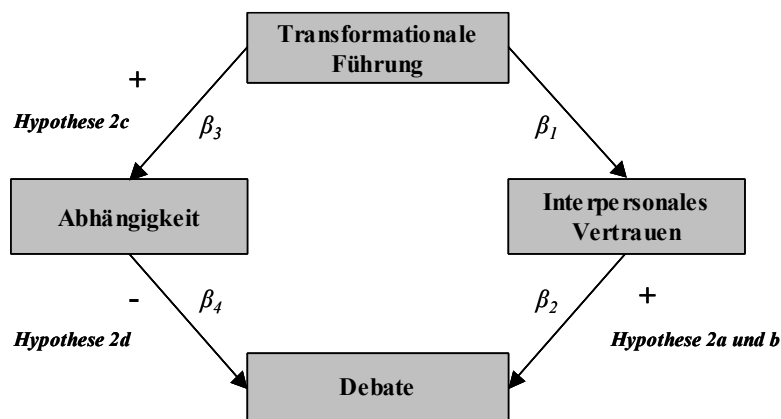 Transformationale
Führung
+
Hypothese 2c
β3
β1
Abhängigkeit
Interpersonales
Vertrauen
-
β4
β2
+
Hypothese 2d
Hypothese 2a und b
Debate